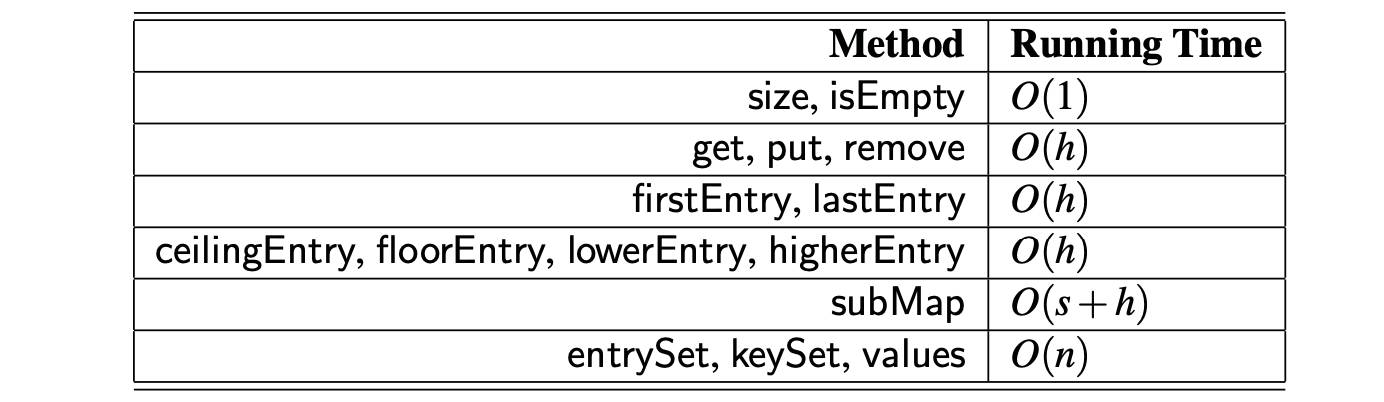 Method Running Time
size, isEmpty O(1)
get, put, remove O(h)
firstEntry, lastEntry O(h)
ceilingEntry, floorEntry, lowerEntry, higherEntry O(h)
subMap O(s+h)
entrySet, keySet, values O(n)